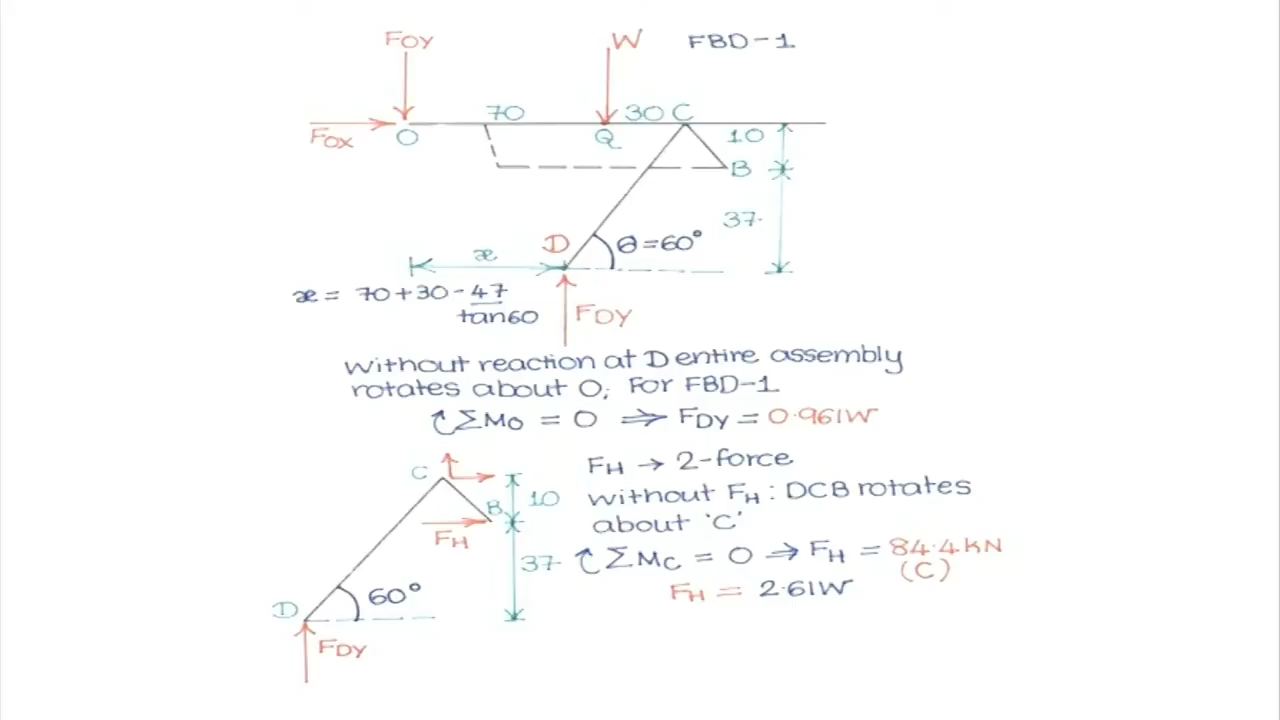 FOY
W
FBD-1
70
30 C
FOX
O
Q
10
B
37
D
θ=60°
x
x = 70+30-47
tan60
FDY
Without reaction at D entire assembly
rotates about O, For FBD-1
ΣMO = 0 ⇒ FDY = 0.961W
C
FH → 2-force
B
10
without FH : DCB rotates
about 'C'
FH
37
ΣMC = 0 ⇒ FH = 84.4kN
(C)
60°
FH = 2.61W
D
FDY